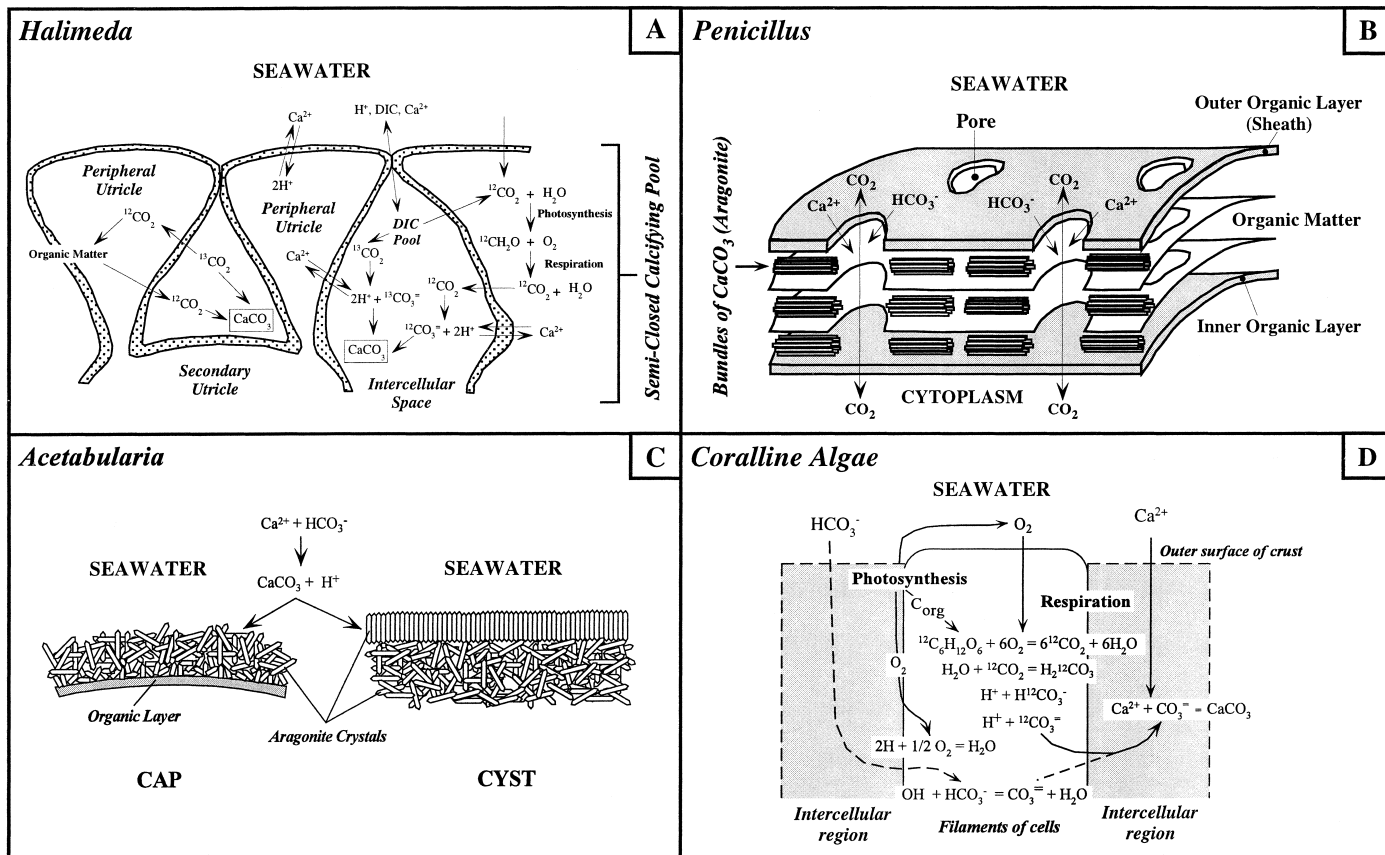 Halimeda
A
SEAWATER
Ca²⁺
H⁺, DIC, Ca²⁺
Peripheral
Utricle
2H⁺
Peripheral
Utricle
¹²CO₂
Organic Matter
¹³CO₂
¹²CO₂
CaCO₃
Secondary
Utricle
DIC
Pool
¹²CO₂ + H₂O
Photosynthesis
¹²CH₂O + O₂
Respiration
¹²CO₂ + H₂O
¹³CO₂
Ca²⁺
2H⁺ + ¹³CO₃⁼
¹²CO₂
¹²CO₃⁼ + 2H⁺
Ca²⁺
CaCO₃
Intercellular
Space
Semi-Closed Calcifying Pool
Penicillus
B
SEAWATER
Pore
Outer Organic Layer
(Sheath)
CO₂
Ca²⁺
HCO₃⁻
HCO₃⁻
CO₂
Ca²⁺
Organic Matter
Bundles of CaCO₃ (Aragonite)
Inner Organic Layer
CYTOPLASM
CO₂
CO₂
Acetabularia
C
Ca²⁺ + HCO₃⁻
SEAWATER
SEAWATER
CaCO₃ + H⁺
Organic Layer
Aragonite Crystals
CAP
CYST
Coralline Algae
D
SEAWATER
HCO₃⁻
O₂
Ca²⁺
Outer surface of crust
Photosynthesis
Corg
Respiration
¹²C₆H₁₂O₆ + 6O₂ = 6¹²CO₂ + 6H₂O
O₂
H₂O + ¹²CO₂ = H₂¹²CO₃
H⁺ + H¹²CO₃⁻
H⁺ + ¹²CO₃⁼
Ca²⁺ + CO₃⁼ = CaCO₃
2H + 1/2 O₂ = H₂O
OH + HCO₃⁻ = CO₃⁼ + H₂O
Intercellular
region
Filaments of cells
Intercellular
region